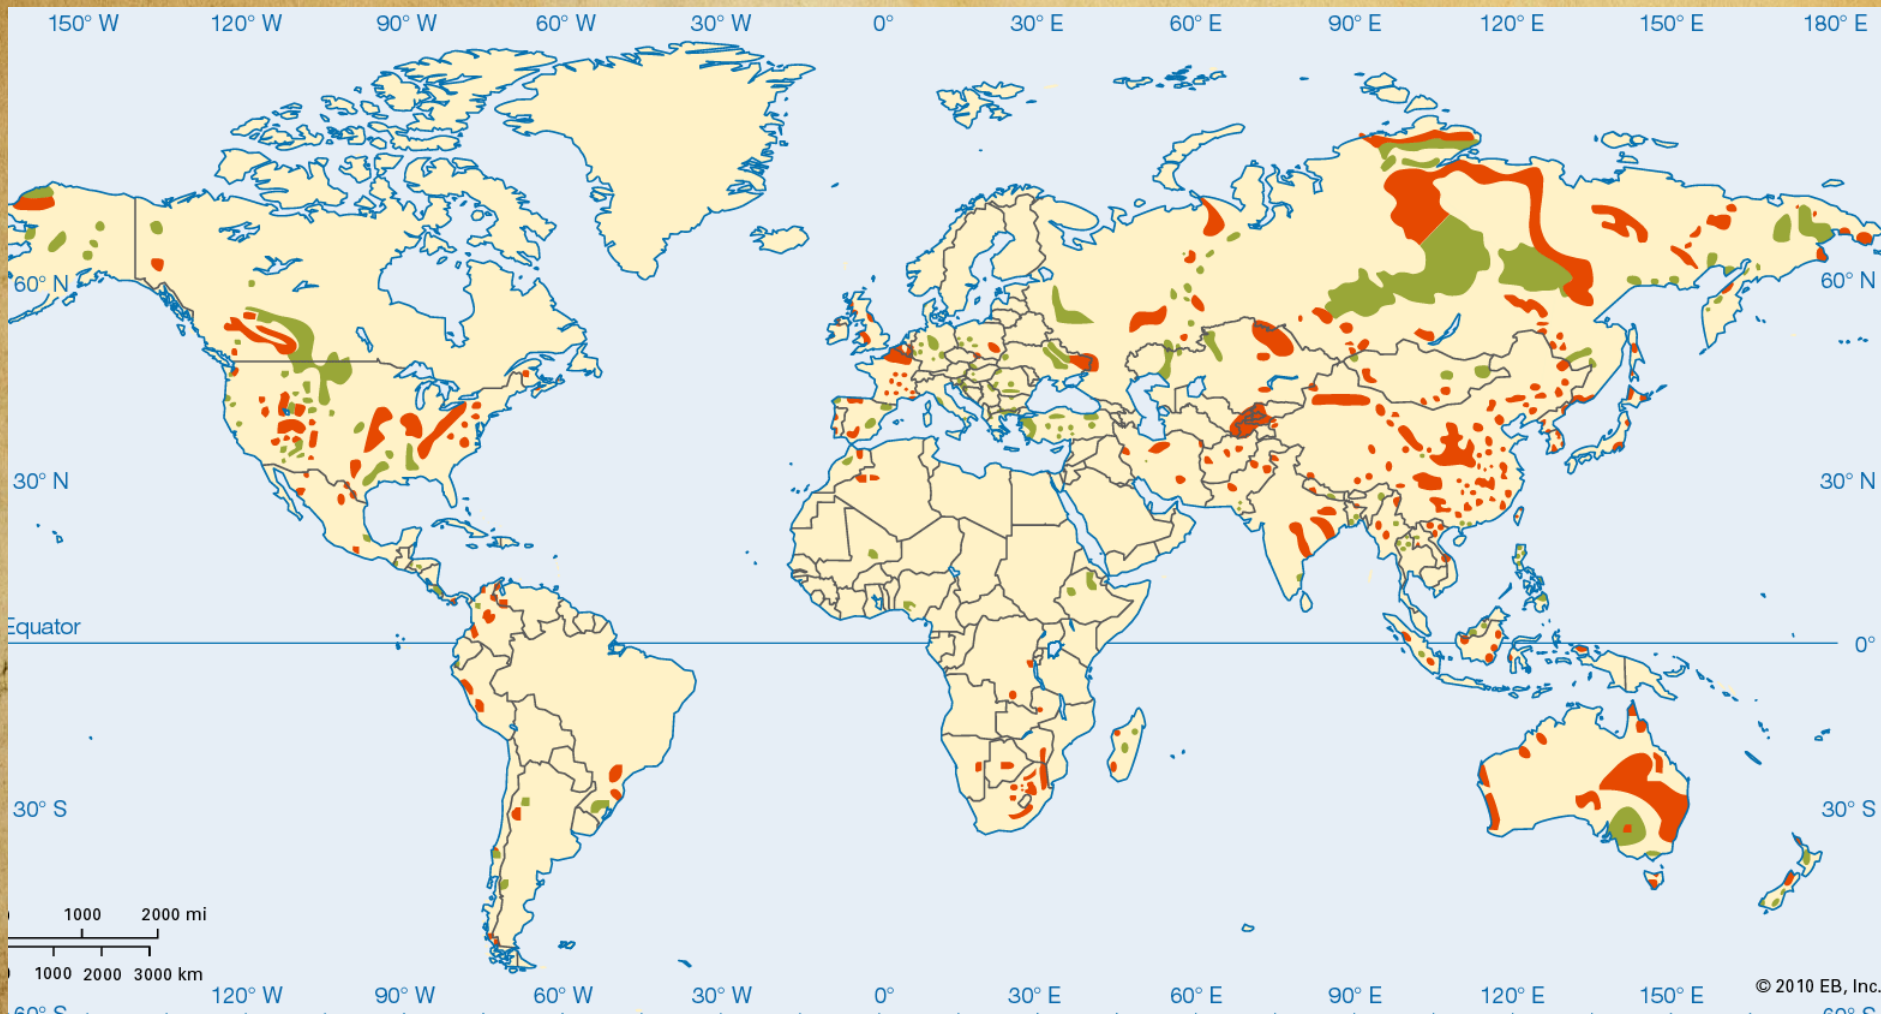 150° W 120° W 90° W 60° W 30° W 0° 30° E 60° E 90° E 120° E 150° E 180° E
60° N 60° N
30° N 30° N
Equator 0°
30° S 30° S
1000 2000 mi
1000 2000 3000 km
© 2010 EB, Inc.
120° W 90° W 60° W 30° W 0° 30° E 60° E 90° E 120° E 150° E
60° S 60° S